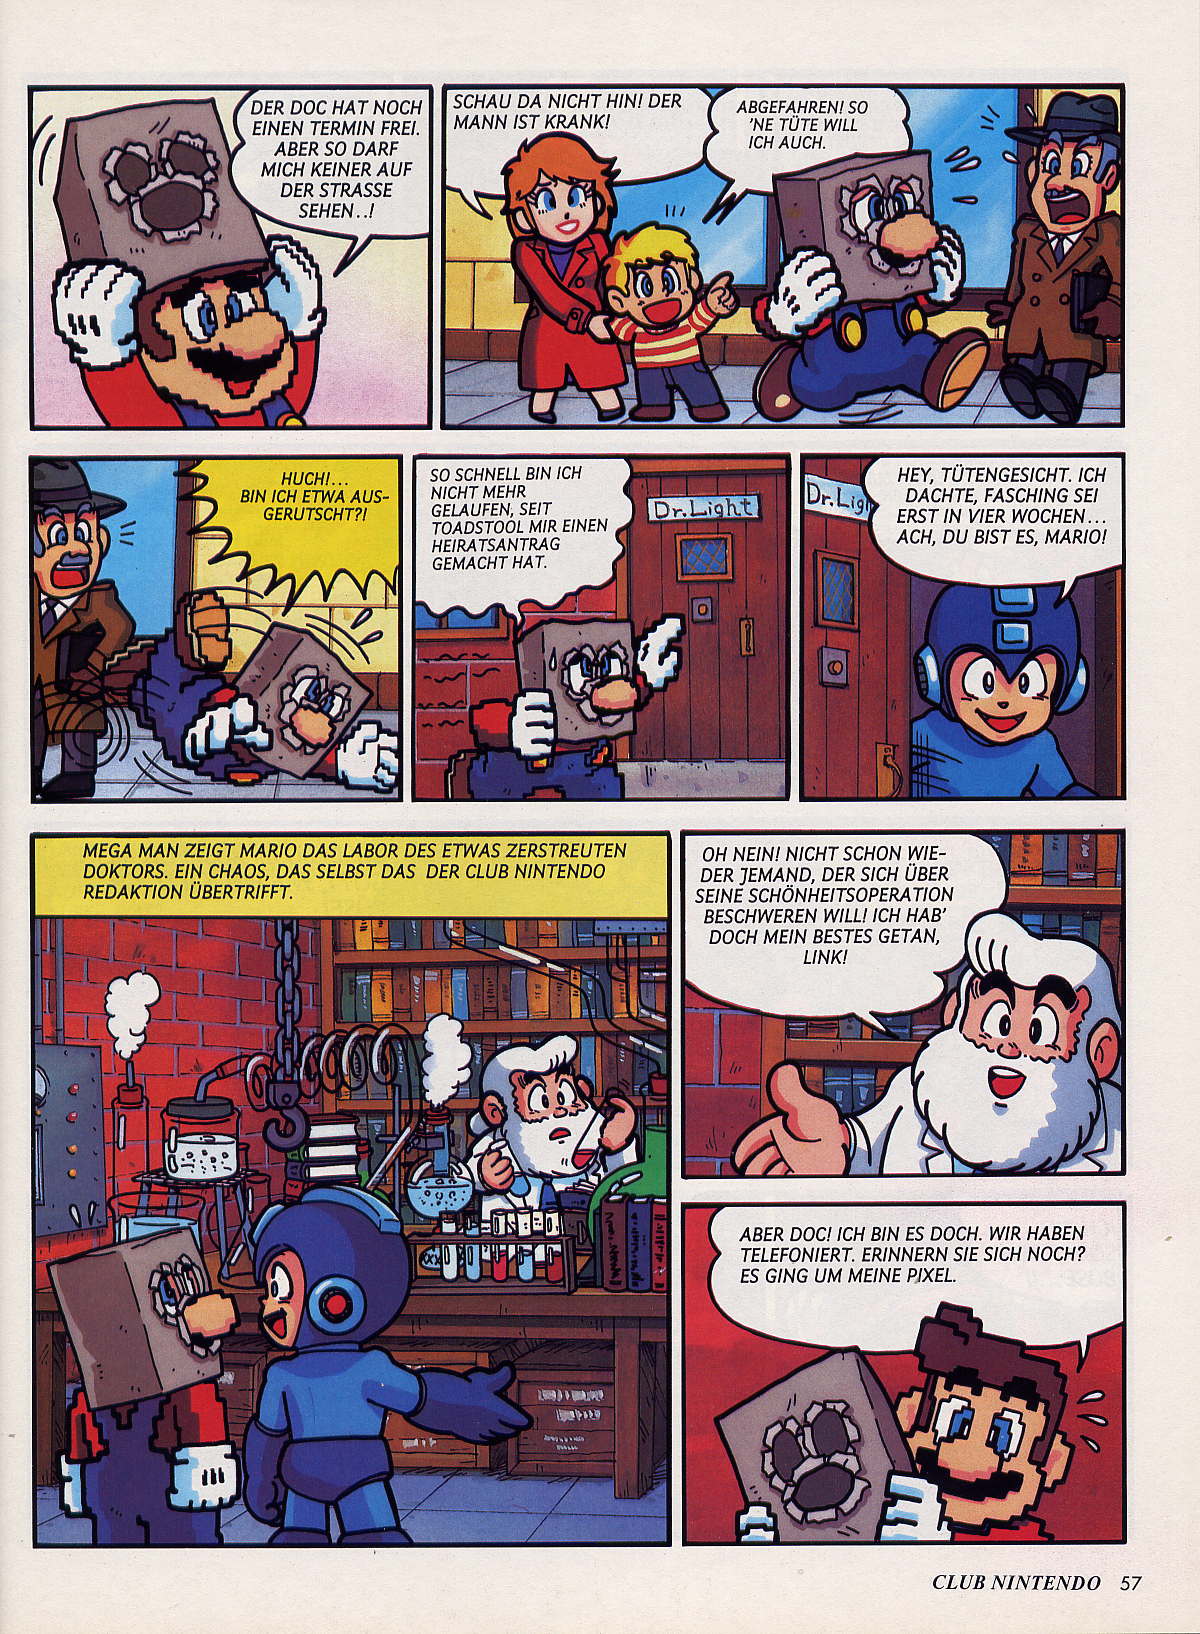 DER DOC HAT NOCH
EINEN TERMIN FREI.
ABER SO DARF
MICH KEINER AUF
DER STRASSE
SEHEN..!
SCHAU DA NICHT HIN! DER
MANN IST KRANK!
ABGEFAHREN! SO
'NE TÜTE WILL
ICH AUCH.
HUCH!...
BIN ICH ETWA AUS-
GERUTSCHT?!
SO SCHNELL BIN ICH
NICHT MEHR
GELAUFEN, SEIT
TOADSTOOL MIR EINEN
HEIRATSANTRAG
GEMACHT HAT.
Dr.Light
HEY, TÜTENGESICHT. ICH
DACHTE, FASCHING SEI
ERST IN VIER WOCHEN...
ACH, DU BIST ES, MARIO!
Dr.Lig
MEGA MAN ZEIGT MARIO DAS LABOR DES ETWAS ZERSTREUTEN
DOKTORS. EIN CHAOS, DAS SELBST DAS DER CLUB NINTENDO
REDAKTION ÜBERTRIFFT.
OH NEIN! NICHT SCHON WIE-
DER JEMAND, DER SICH ÜBER
SEINE SCHÖNHEITSOPERATION
BESCHWEREN WILL! ICH HAB'
DOCH MEIN BESTES GETAN,
LINK!
ABER DOC! ICH BIN ES DOCH. WIR HABEN
TELEFONIERT. ERINNERN SIE SICH NOCH?
ES GING UM MEINE PIXEL.
CLUB NINTENDO 57